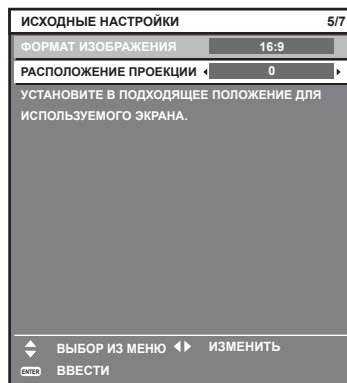 ИСХОДНЫЕ НАСТРОЙКИ 5/7
ФОРМАТ ИЗОБРАЖЕНИЯ 16:9
РАСПОЛОЖЕНИЕ ПРОЕКЦИИ 0
УСТАНОВИТЕ В ПОДХОДЯЩЕЕ ПОЛОЖЕНИЕ ДЛЯ
ИСПОЛЬЗУЕМОГО ЭКРАНА.
ВЫБОР ИЗ МЕНЮ ИЗМЕНИТЬ
ENTER ВВЕСТИ